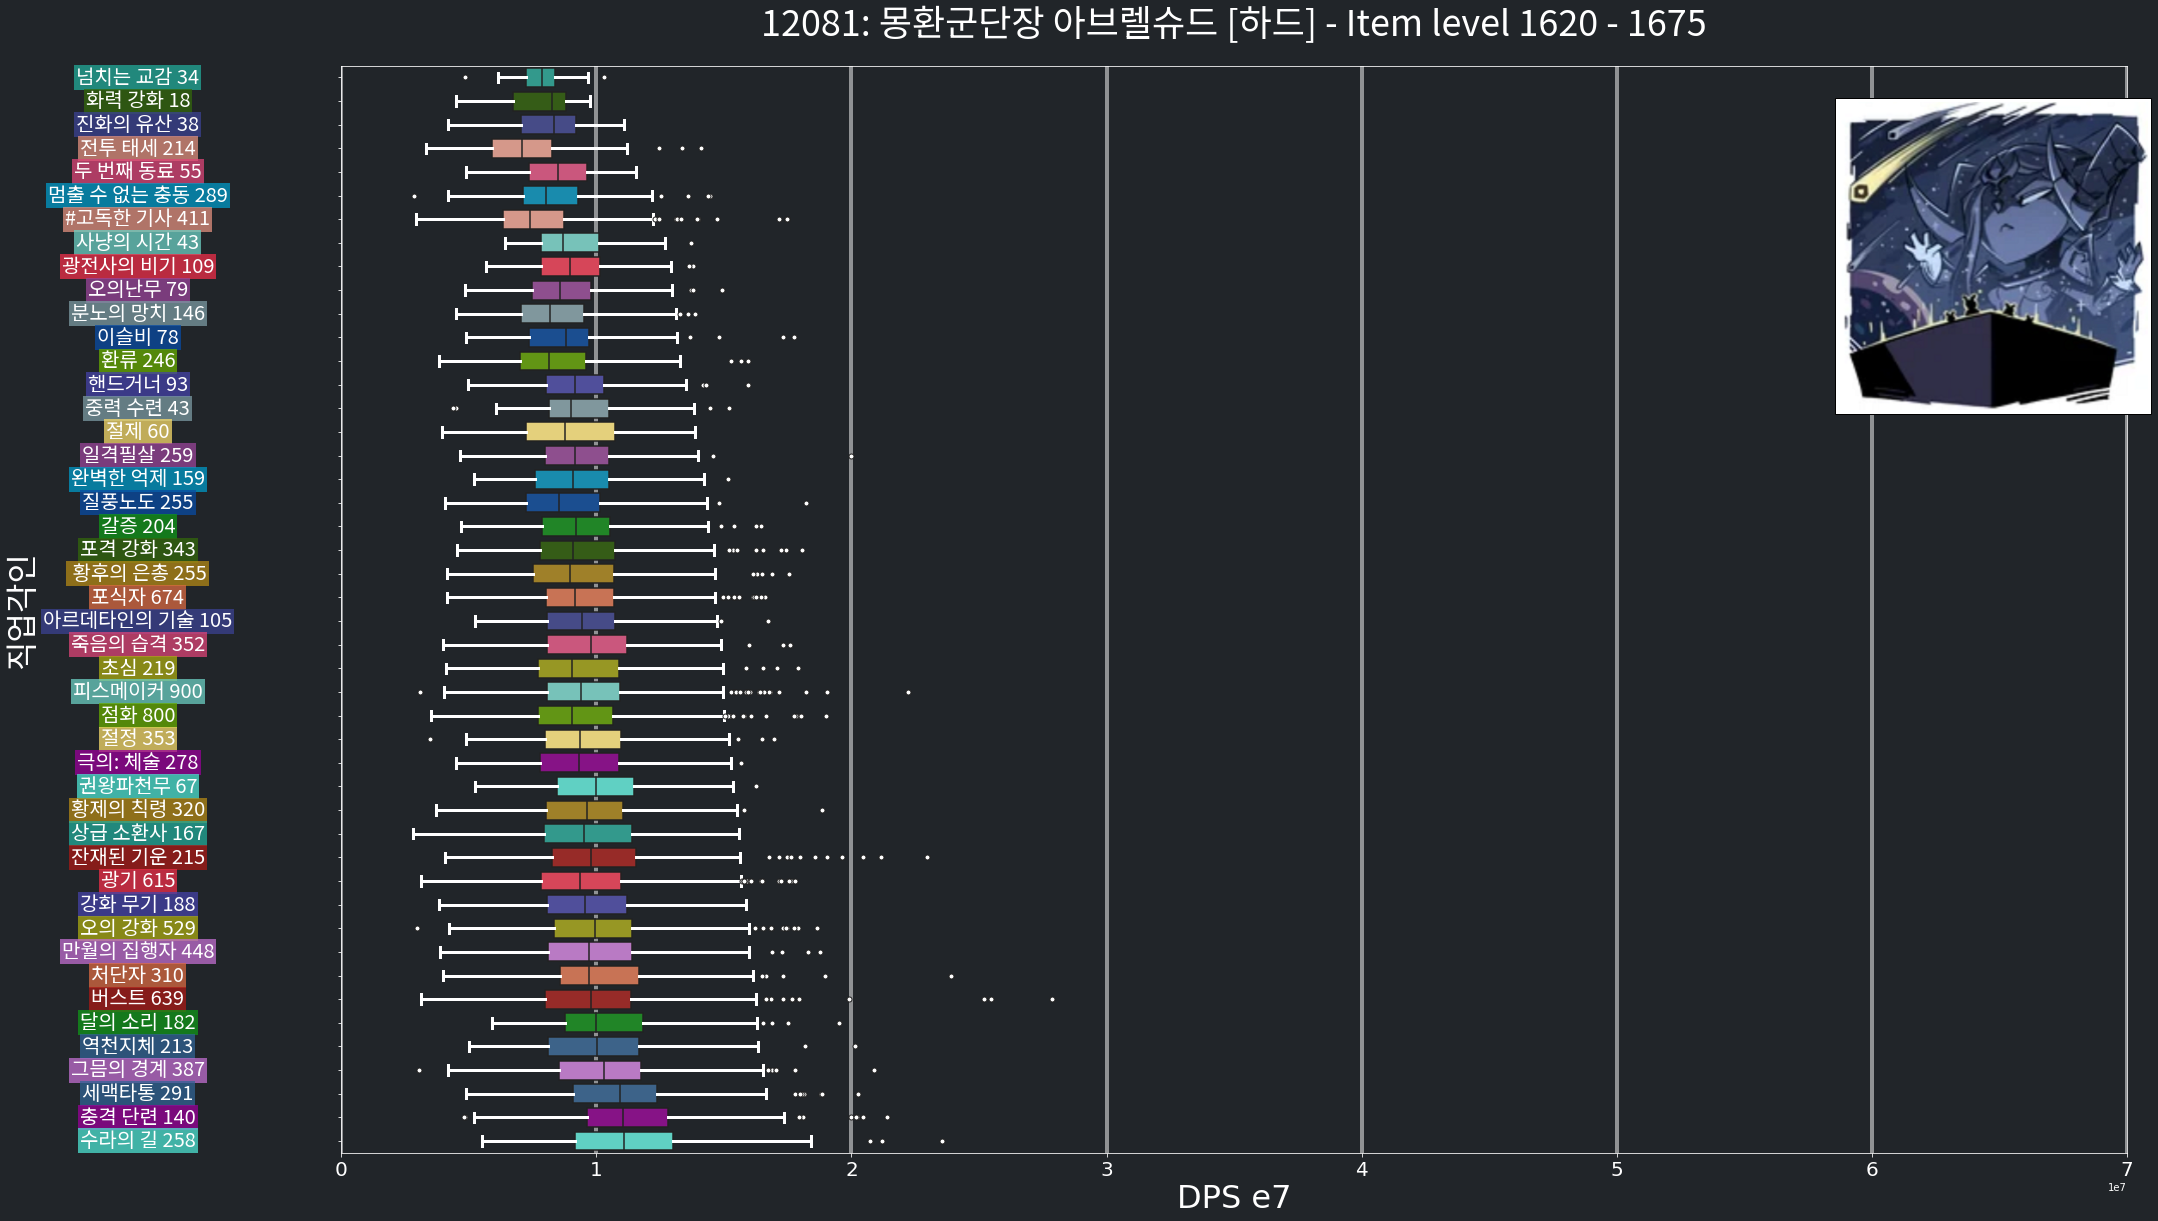 12081: 몽환군단장 아브렐슈드 [하드] - Item level 1620 - 1675
넘치는 교감 34
화력 강화 18
진화의 유산 38
전투 태세 214
두 번째 동료 55
멈출 수 없는 충동 289
#고독한 기사 411
사냥의 시간 43
광전사의 비기 109
오의난무 79
분노의 망치 146
이슬비 78
환류 246
핸드거너 93
중력 수련 43
절제 60
일격필살 259
완벽한 억제 159
질풍노도 255
갈증 204
포격 강화 343
황후의 은총 255
포식자 674
아르데타인의 기술 105
죽음의 습격 352
초심 219
피스메이커 900
점화 800
절정 353
극의: 체술 278
권왕파천무 67
황제의 칙령 320
상급 소환사 167
잔재된 기운 215
광기 615
강화 무기 188
오의 강화 529
만월의 집행자 448
처단자 310
버스트 639
달의 소리 182
역천지체 213
그믐의 경계 387
세맥타통 291
충격 단련 140
수라의 길 258
직업각인
0 1 2 3 4 5 6 7
1e7
DPS e7